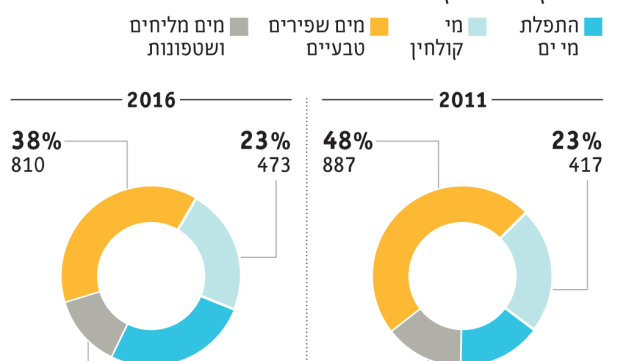 התפלת מי ים
מי קולחין
מים שפירים טבעיים
מים מליחים ושטפונות
2011
23%
417
48%
887
2016
23%
473
38%
810